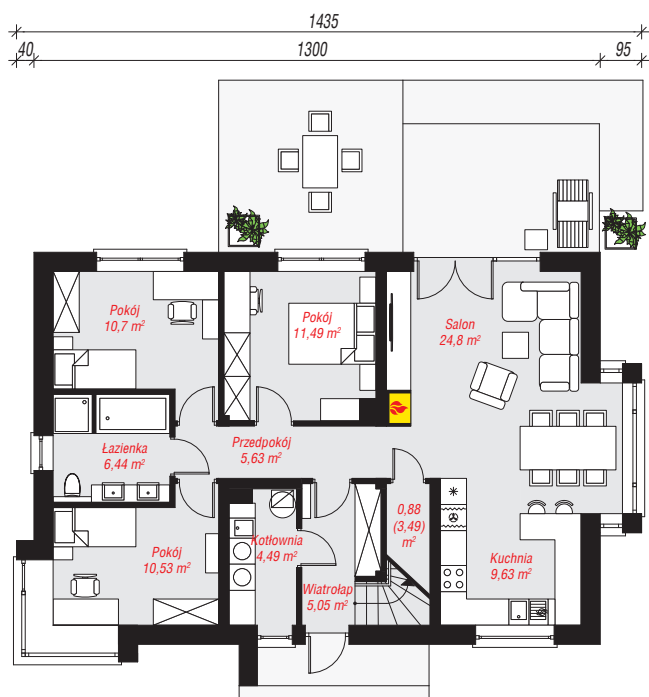 1435
40 1300 95
Pokój
10,7 m²
Pokój
11,49 m²
Salon
24,8 m²
Łazienka
6,44 m²
Przedpokój
5,63 m²
Pokój
10,53 m²
Kotłownia
4,49 m²
0,88
(3,49)
m²
Wiatrołap
5,05 m²
Kuchnia
9,63 m²